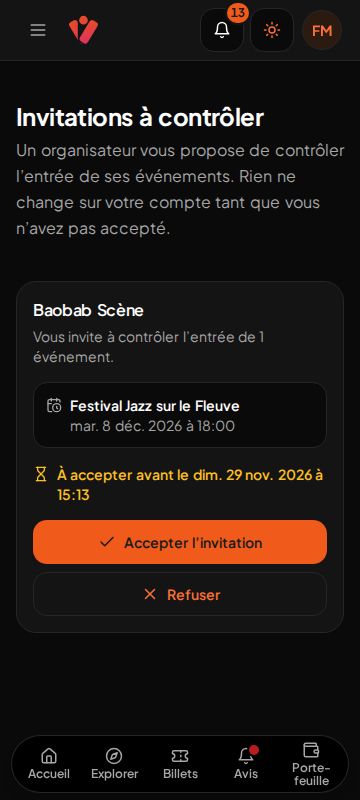 13
FM
Invitations à contrôler
Un organisateur vous propose de contrôler
l’entrée de ses événements. Rien ne
change sur votre compte tant que vous
n’avez pas accepté.
Baobab Scène
Vous invite à contrôler l’entrée de 1
événement.
Festival Jazz sur le Fleuve
mar. 8 déc. 2026 à 18:00
À accepter avant le dim. 29 nov. 2026 à
15:13
Accepter l’invitation
Refuser
Accueil
Explorer
Billets
Avis
Porte-
feuille